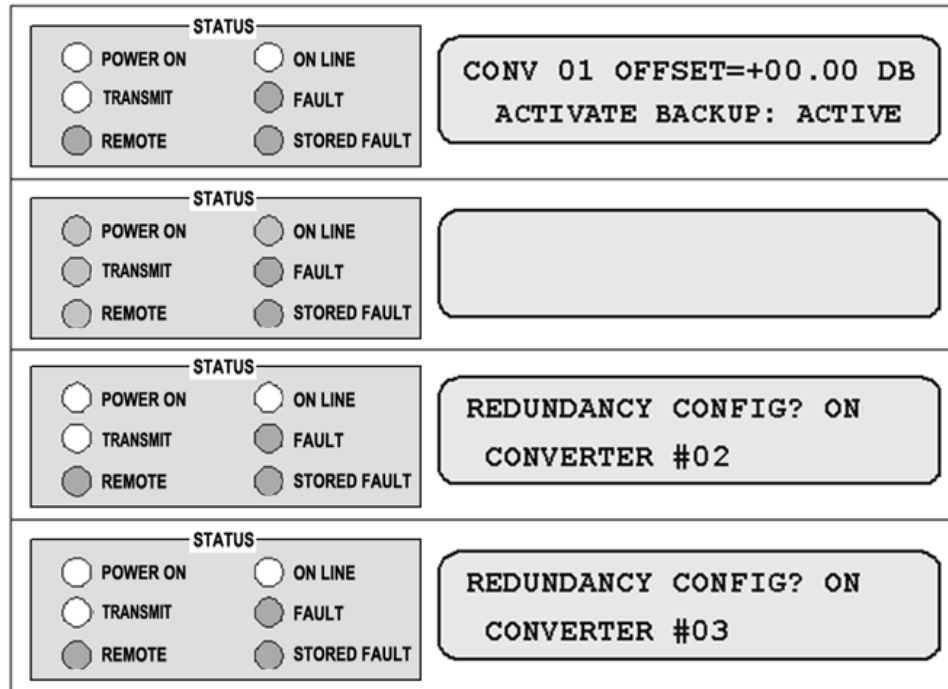 STATUS
POWER ON ON LINE
TRANSMIT FAULT
REMOTE STORED FAULT
CONV 01 OFFSET=+00.00 DB
ACTIVATE BACKUP: ACTIVE
STATUS
POWER ON ON LINE
TRANSMIT FAULT
REMOTE STORED FAULT
STATUS
POWER ON ON LINE
TRANSMIT FAULT
REMOTE STORED FAULT
REDUNDANCY CONFIG? ON
CONVERTER #02
STATUS
POWER ON ON LINE
TRANSMIT FAULT
REMOTE STORED FAULT
REDUNDANCY CONFIG? ON
CONVERTER #03